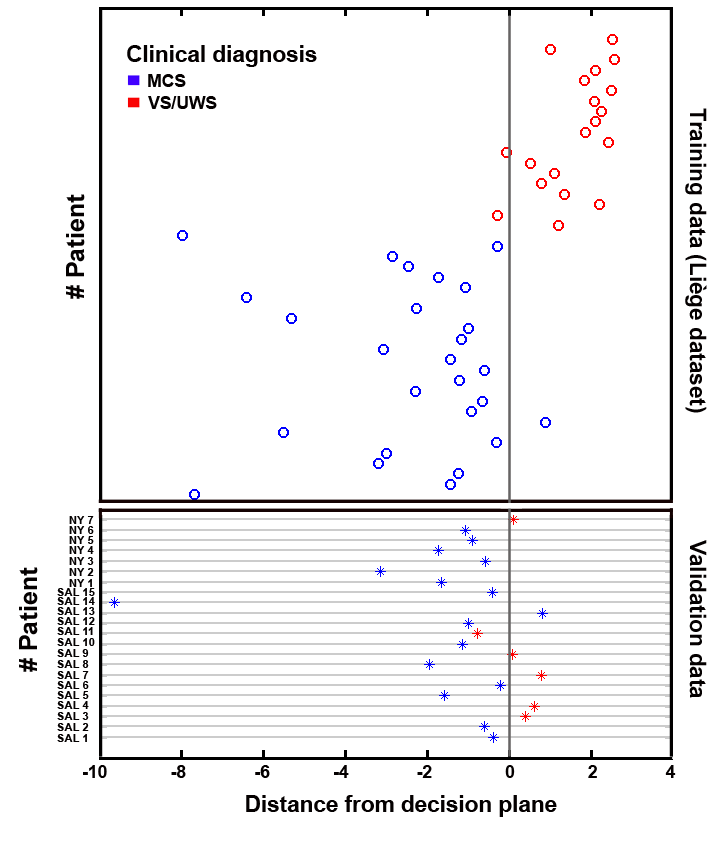 Clinical diagnosis
MCS
VS/UWS
# Patient
Training data (Liège dataset)
NY 7
NY 6
NY 5
NY 4
NY 3
NY 2
NY 1
SAL 15
SAL 14
SAL 13
SAL 12
SAL 11
SAL 10
SAL 9
SAL 8
SAL 7
SAL 6
SAL 5
SAL 4
SAL 3
SAL 2
SAL 1
# Patient
Validation data
-10 -8 -6 -4 -2 0 2 4
Distance from decision plane